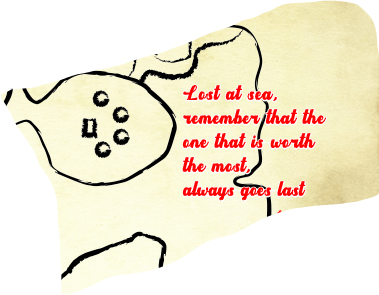 Lost at sea,
remember that the
one that is worth
the most,
always goes last